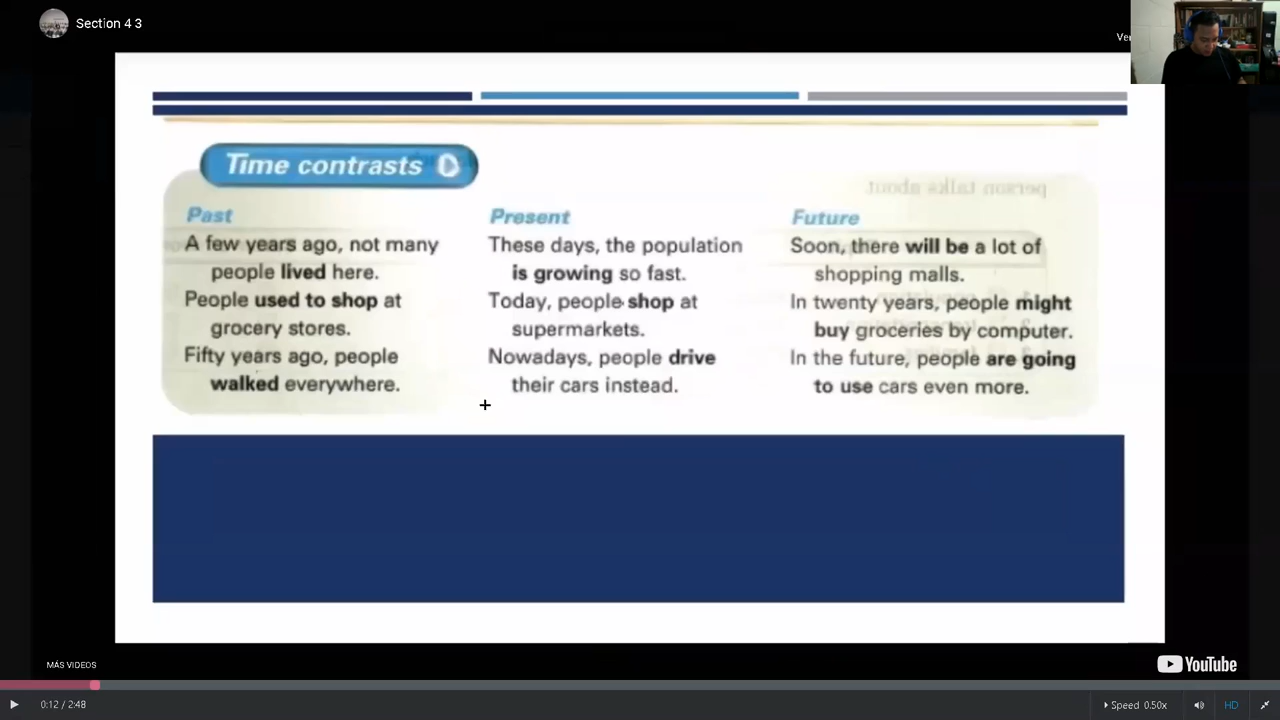 Section 4 3
Ver
Time contrasts
Past
A few years ago, not many
people lived here.
People used to shop at
grocery stores.
Fifty years ago, people
walked everywhere.
Present
These days, the population
is growing so fast.
Today, people shop at
supermarkets.
Nowadays, people drive
their cars instead.
person talks about
Future
Soon, there will be a lot of
shopping malls.
In twenty years, people might
buy groceries by computer.
In the future, people are going
to use cars even more.
MÁS VIDEOS
YouTube
0:12 / 2:48
Speed 0.50x
HD